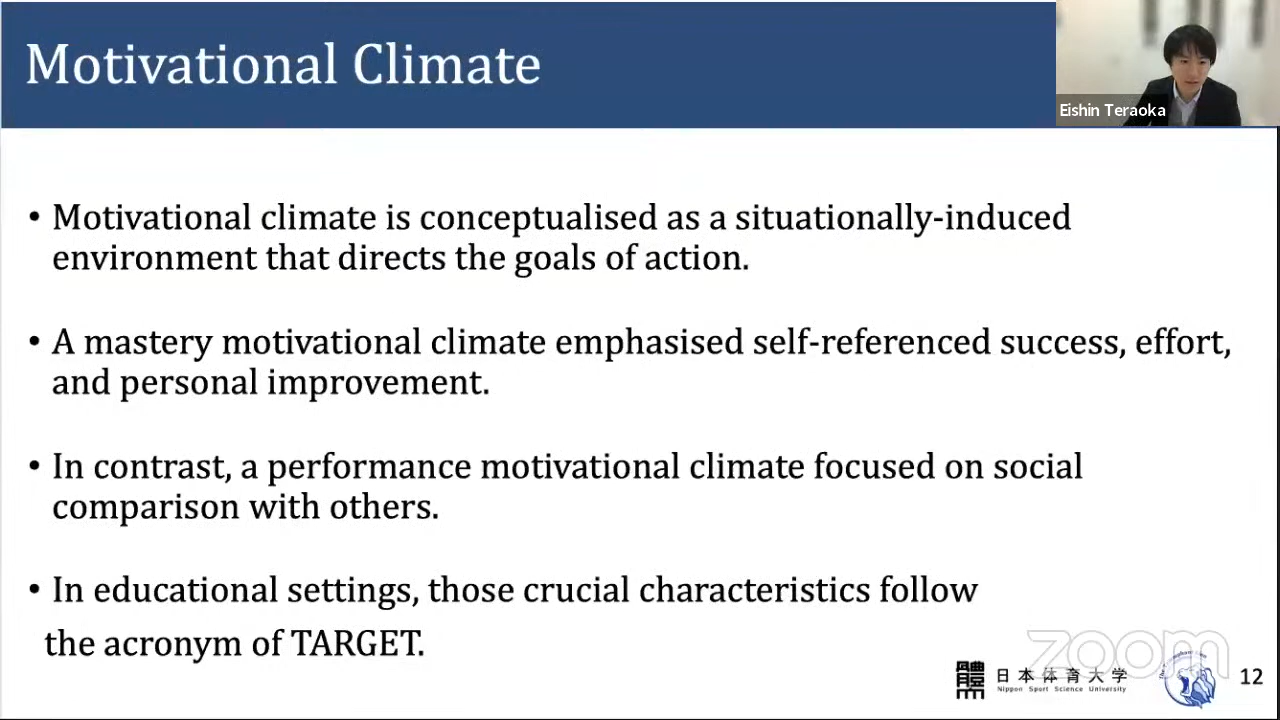 Motivational Climate
Eishin Teraoka
• Motivational climate is conceptualised as a situationally-induced
environment that directs the goals of action.
• A mastery motivational climate emphasised self-referenced success, effort,
and personal improvement.
• In contrast, a performance motivational climate focused on social
comparison with others.
• In educational settings, those crucial characteristics follow
the acronym of TARGET.
zoom
體
日本体育大学
Nippon Sport Science University
12